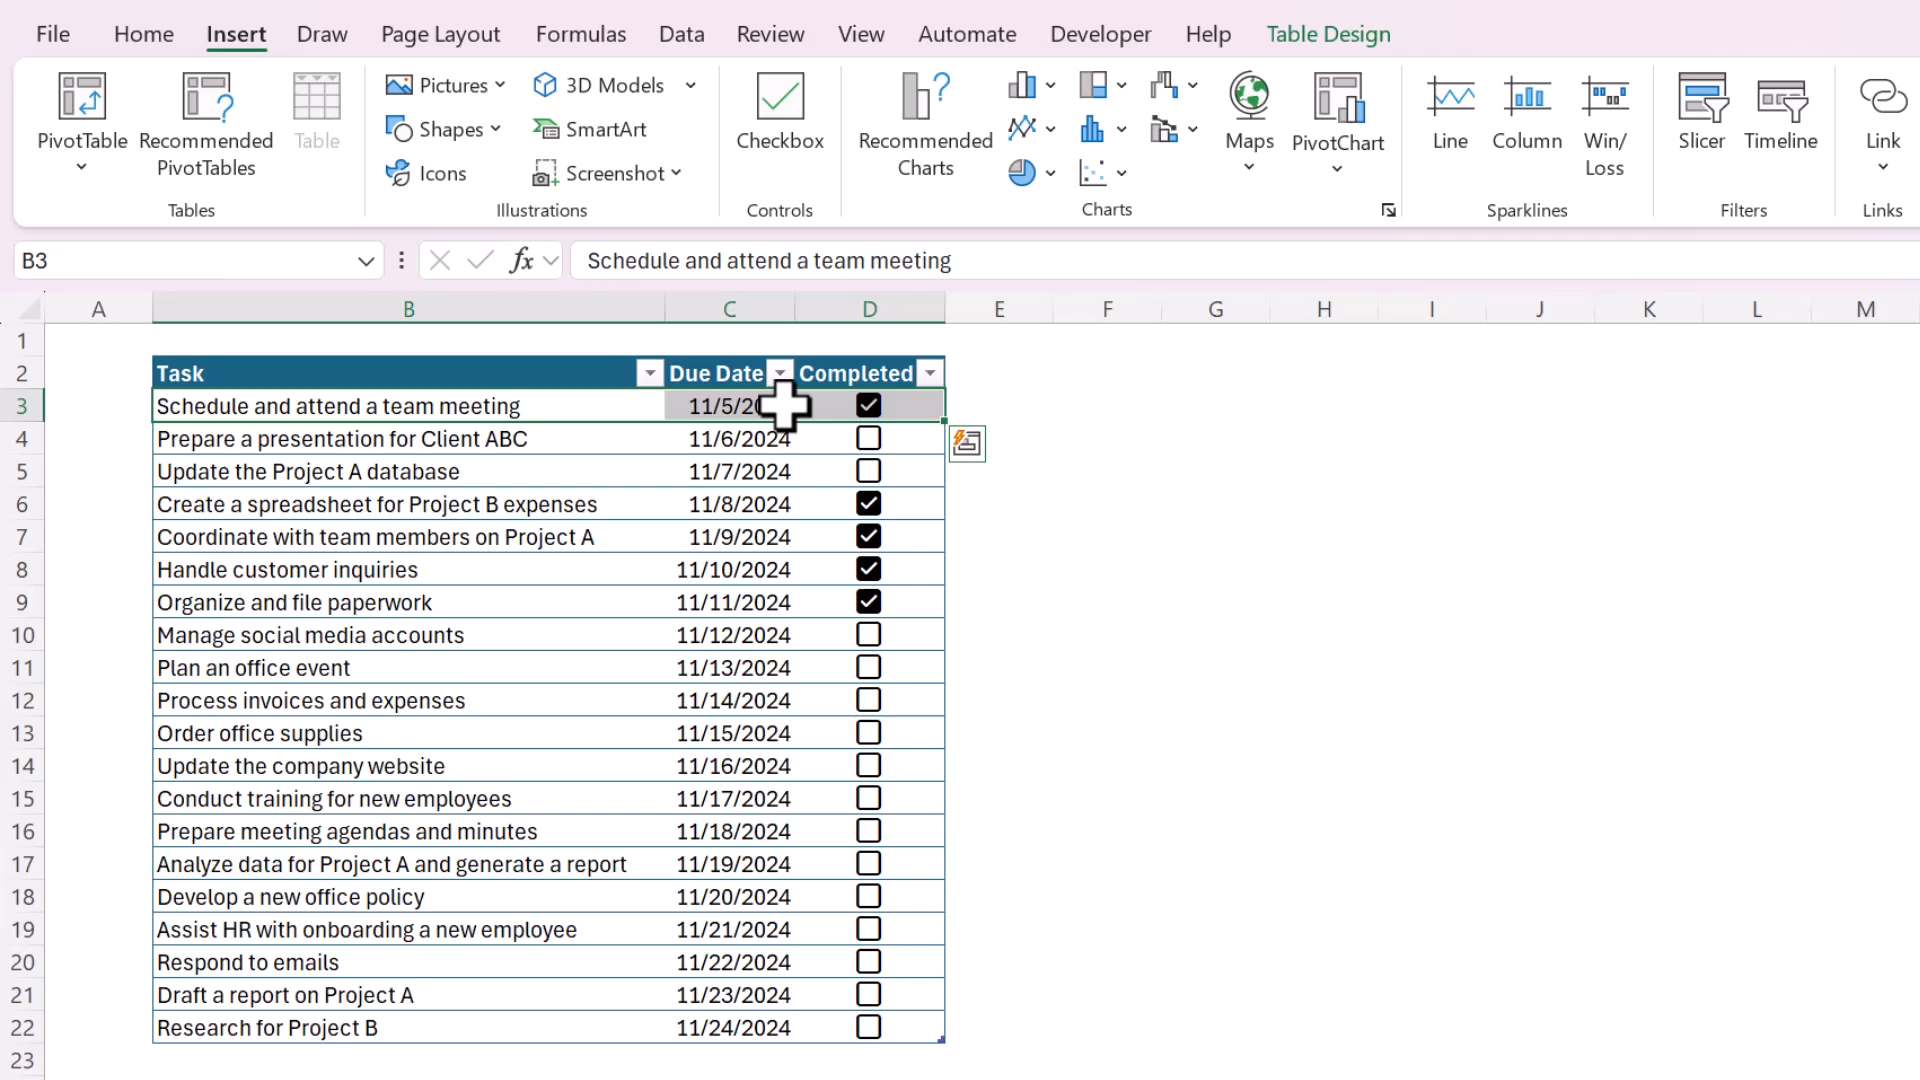 File Home Insert Draw Page Layout Formulas Data Review View Automate Developer Help Table Design
PivotTable
Recommended
PivotTables
Table
Tables
Pictures
Shapes
Icons
3D Models
SmartArt
Screenshot
Illustrations
Checkbox
Controls
Recommended
Charts
Maps
PivotChart
Charts
Line
Column
Win/
Loss
Sparklines
Slicer
Timeline
Filters
Link
Links
B3 fx Schedule and attend a team meeting
A B C D E F G H I J K L M
1
2 Task Due Date Completed
3 Schedule and attend a team meeting 11/5/20
4 Prepare a presentation for Client ABC 11/6/2024
5 Update the Project A database 11/7/2024
6 Create a spreadsheet for Project B expenses 11/8/2024
7 Coordinate with team members on Project A 11/9/2024
8 Handle customer inquiries 11/10/2024
9 Organize and file paperwork 11/11/2024
10 Manage social media accounts 11/12/2024
11 Plan an office event 11/13/2024
12 Process invoices and expenses 11/14/2024
13 Order office supplies 11/15/2024
14 Update the company website 11/16/2024
15 Conduct training for new employees 11/17/2024
16 Prepare meeting agendas and minutes 11/18/2024
17 Analyze data for Project A and generate a report 11/19/2024
18 Develop a new office policy 11/20/2024
19 Assist HR with onboarding a new employee 11/21/2024
20 Respond to emails 11/22/2024
21 Draft a report on Project A 11/23/2024
22 Research for Project B 11/24/2024
23